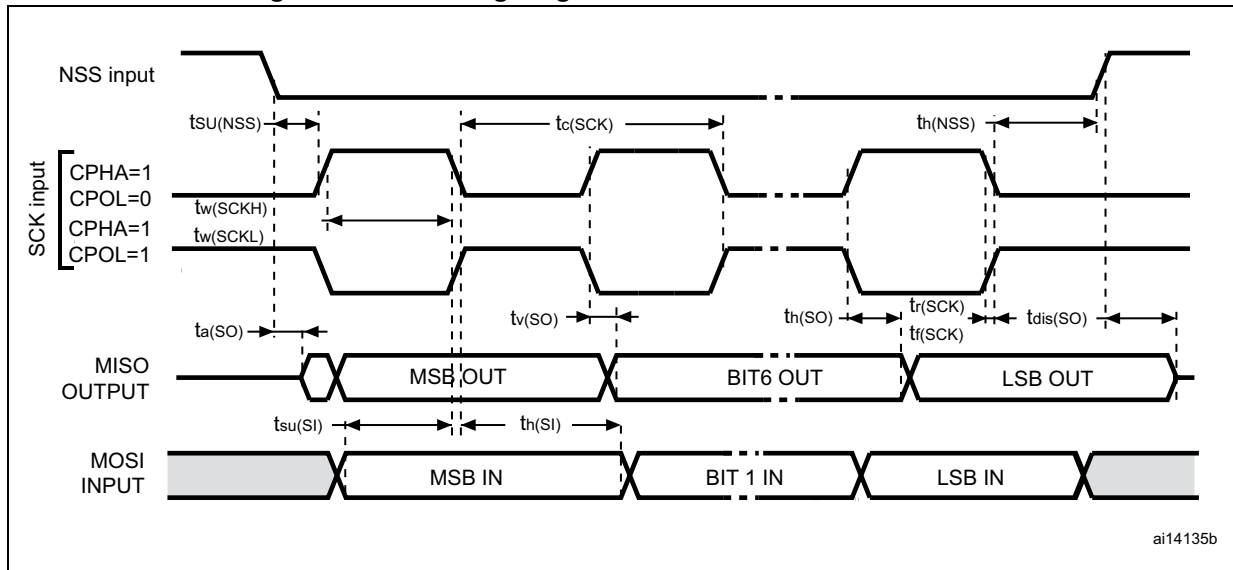 NSS input
tSU(NSS)
tc(SCK)
th(NSS)
SCK input
CPHA=1
CPOL=0
tw(SCKH)
CPHA=1
tw(SCKL)
CPOL=1
ta(SO)
tv(SO)
th(SO)
tr(SCK)
tf(SCK)
tdis(SO)
MISO
OUTPUT
MSB OUT
BIT6 OUT
LSB OUT
tsu(SI)
th(SI)
MOSI
INPUT
MSB IN
BIT 1 IN
LSB IN
ai14135b